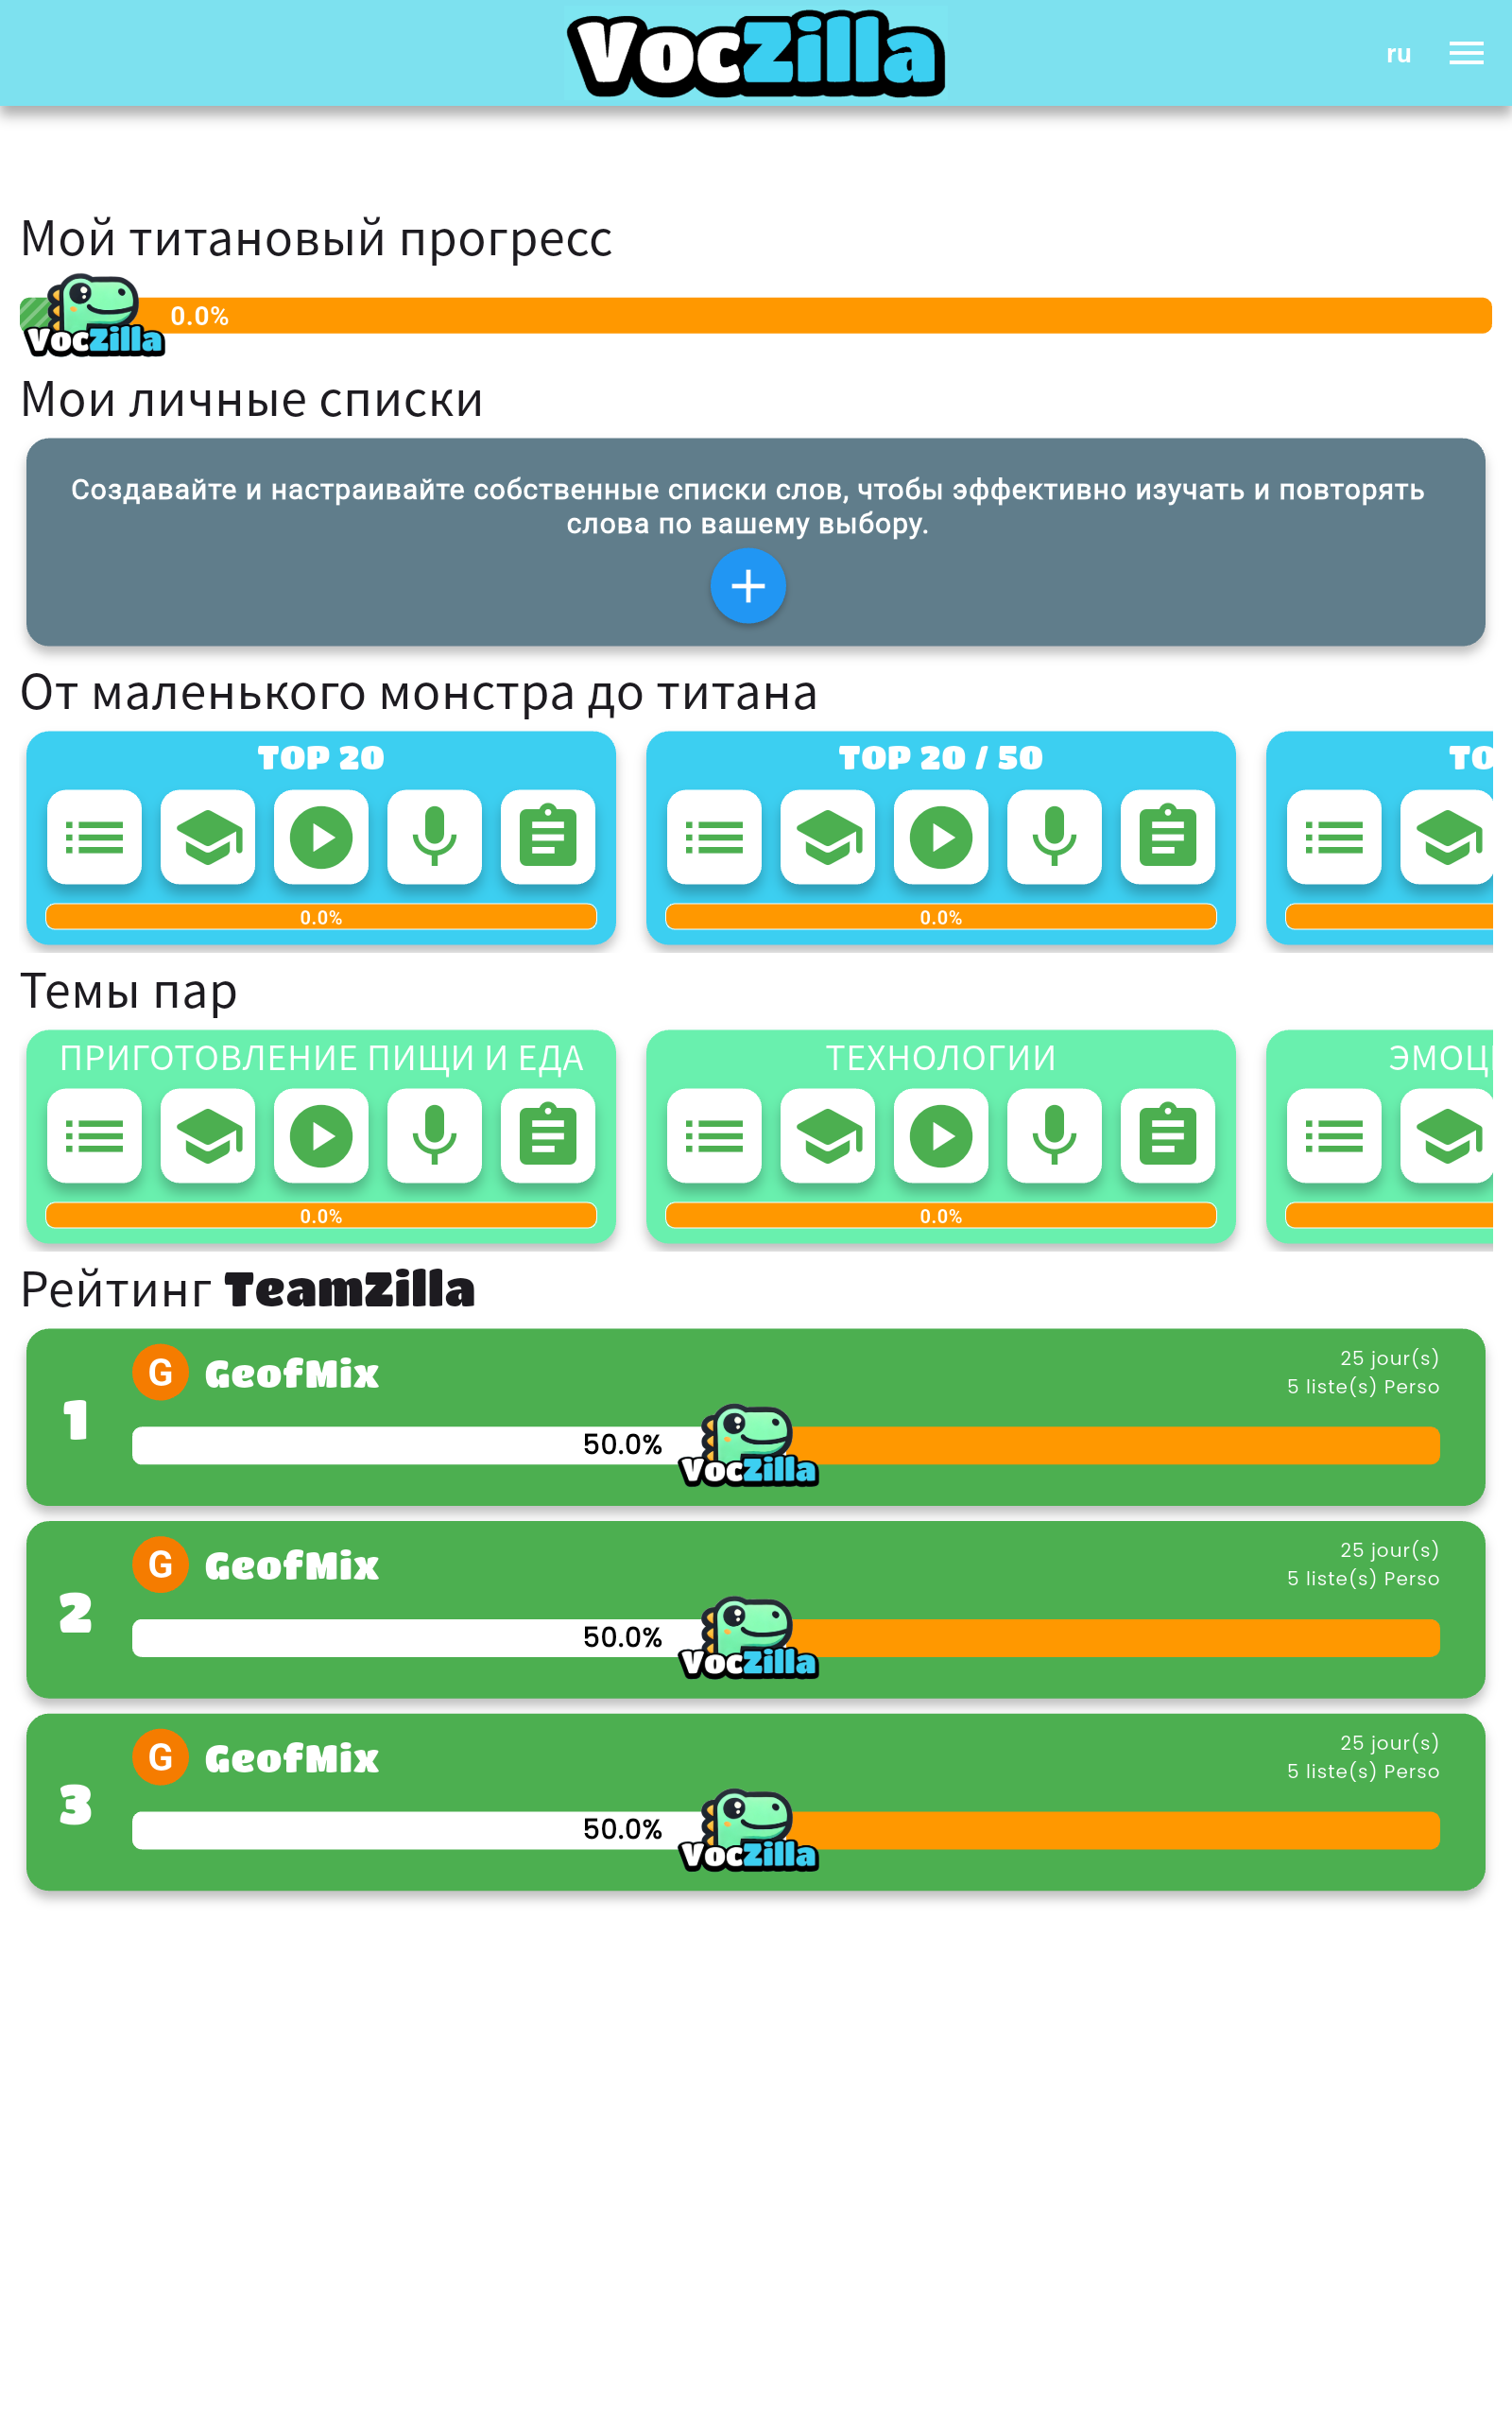 VocZilla
ru
Мой титановый прогресс
VocZilla
0.0%
Мои личные списки
Создавайте и настраивайте собственные списки слов, чтобы эффективно изучать и повторять
слова по вашему выбору.
От маленького монстра до титана
TOP 20
TOP 20 / 50
TO
0.0%
0.0%
Темы пар
ПРИГОТОВЛЕНИЕ ПИЩИ И ЕДА
ТЕХНОЛОГИИ
ЭМОЦ
0.0%
0.0%
Рейтинг TeamZilla
1
G
GeofMix
25 jour(s)
5 liste(s) Perso
50.0%
VocZilla
2
G
GeofMix
25 jour(s)
5 liste(s) Perso
50.0%
VocZilla
3
G
GeofMix
25 jour(s)
5 liste(s) Perso
50.0%
VocZilla